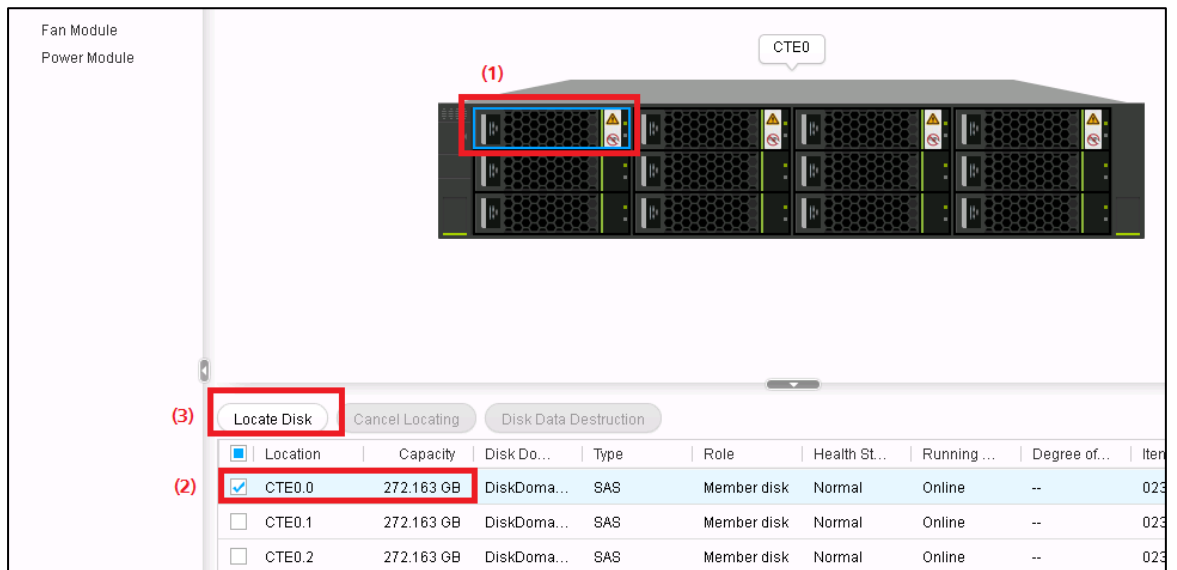 Fan Module
Power Module
CTE0
(1)
(3)
Locate Disk
Cancel Locating
Disk Data Destruction
Location Capacity Disk Do... Type Role Health St... Running ... Degree of... Iten
(2)
CTE0.0 272.163 GB DiskDoma... SAS Member disk Normal Online -- 023
CTE0.1 272.163 GB DiskDoma... SAS Member disk Normal Online -- 023
CTE0.2 272.163 GB DiskDoma... SAS Member disk Normal Online -- 023